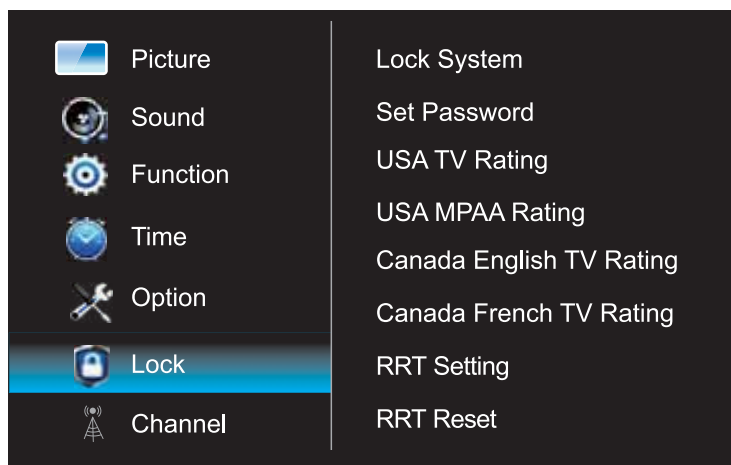 Picture
Sound
Function
Time
Option
Lock
Channel
Lock System
Set Password
USA TV Rating
USA MPAA Rating
Canada English TV Rating
Canada French TV Rating
RRT Setting
RRT Reset